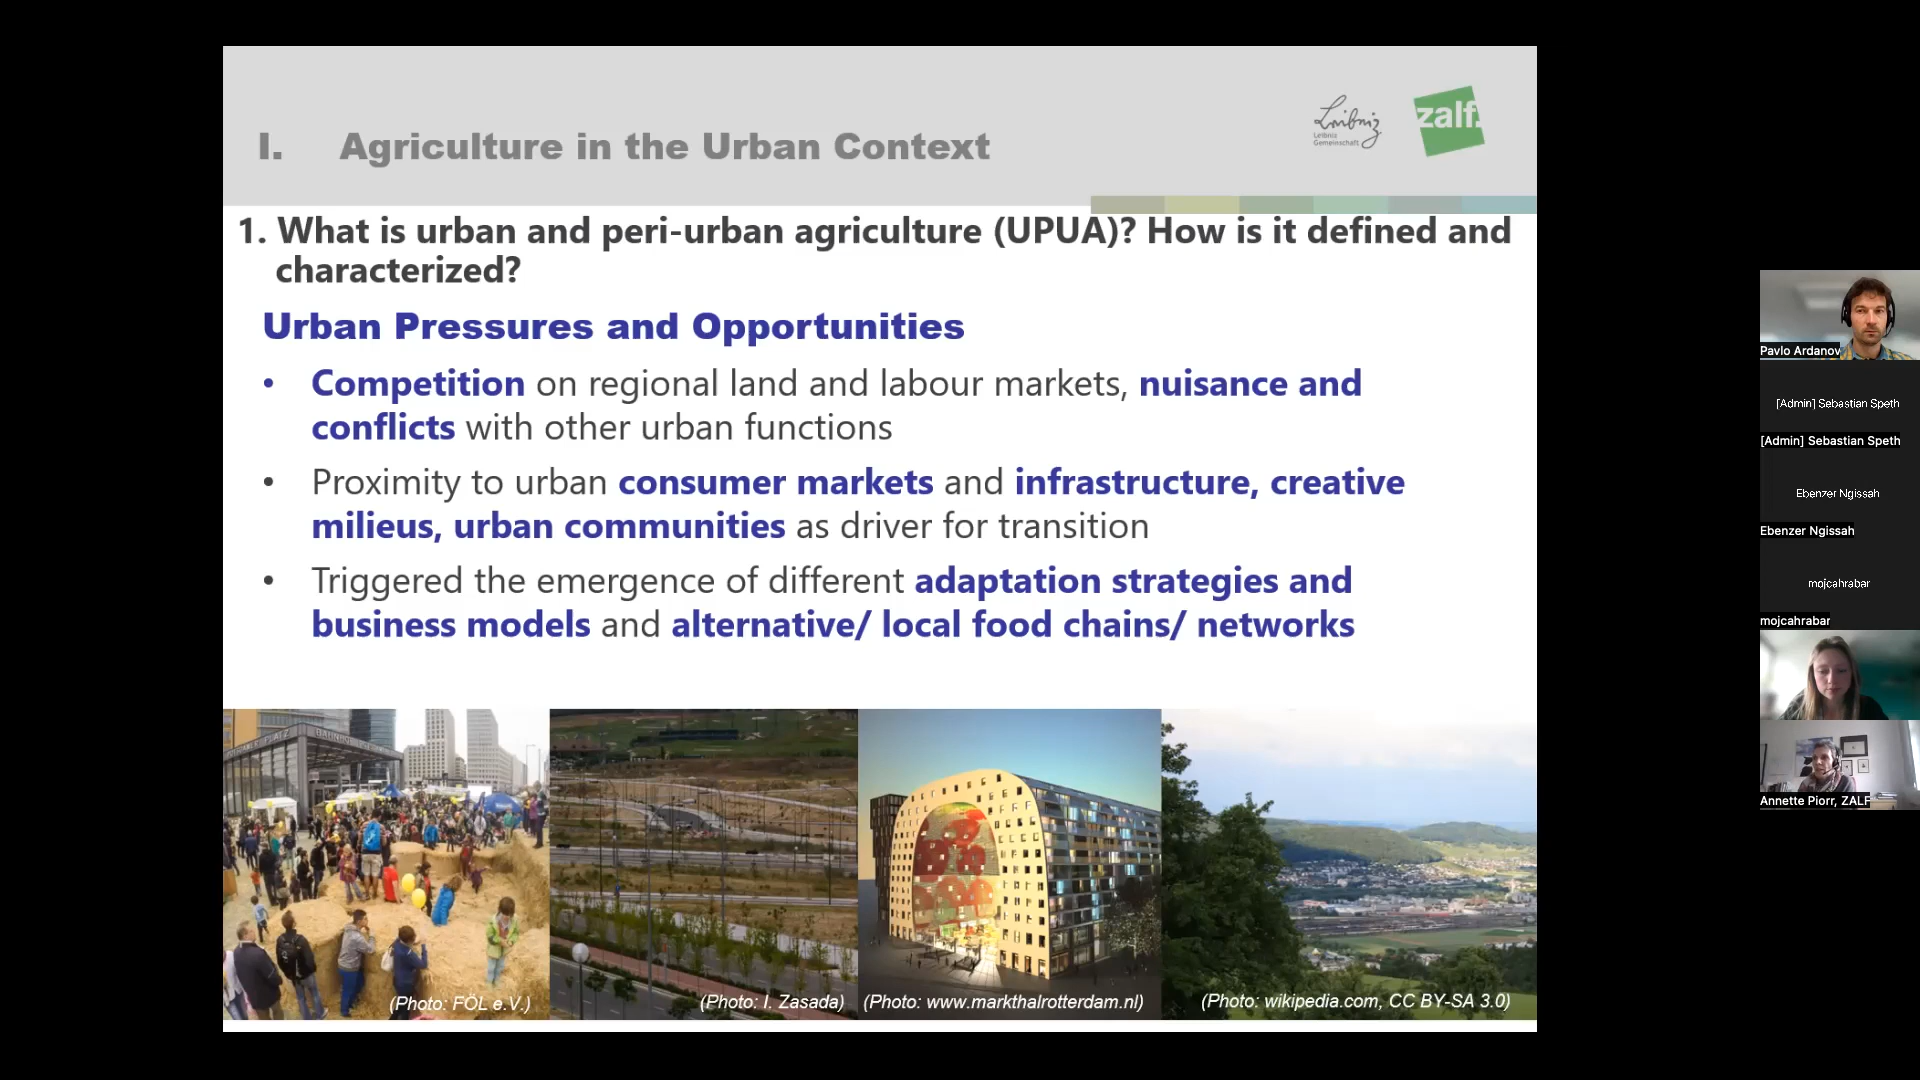 I. Agriculture in the Urban Context
Leibniz
Leibniz
Gemeinschaft
zalf.
1. What is urban and peri-urban agriculture (UPUA)? How is it defined and
characterized?
Urban Pressures and Opportunities
• Competition on regional land and labour markets, nuisance and
conflicts with other urban functions
• Proximity to urban consumer markets and infrastructure, creative
milieus, urban communities as driver for transition
• Triggered the emergence of different adaptation strategies and
business models and alternative/ local food chains/ networks
(Photo: FÖL e.V.)
(Photo: I. Zasada)
(Photo: www.markthalrotterdam.nl)
(Photo: wikipedia.com, CC BY-SA 3.0)
Pavlo Ardanov
[Admin] Sebastian Speth
[Admin] Sebastian Speth
Ebenzer Ngissah
Ebenzer Ngissah
mojcahrabar
mojcahrabar
Annette Piorr, ZALF